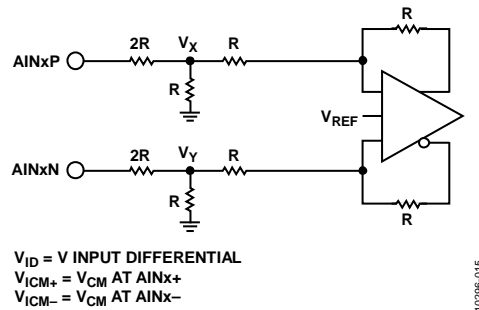 R
2R
VX
R
AINxP
R
VREF
AINxN
2R
VY
R
R
R
VID = V INPUT DIFFERENTIAL
VICM+ = VCM AT AINx+
VICM– = VCM AT AINx–
10296-015